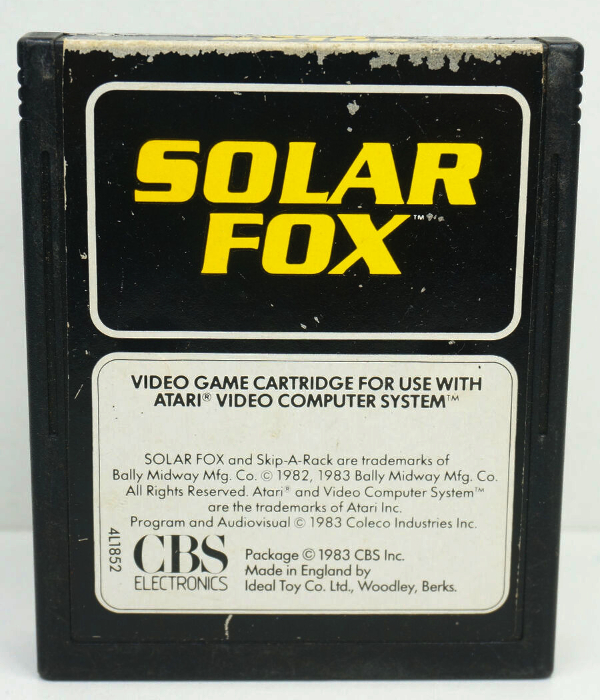 SOLAR
FOX™
VIDEO GAME CARTRIDGE FOR USE WITH
ATARI® VIDEO COMPUTER SYSTEM™
SOLAR FOX and Skip-A-Rack are trademarks of
Bally Midway Mfg. Co. © 1982, 1983 Bally Midway Mfg. Co.
All Rights Reserved. Atari® and Video Computer System™
are the trademarks of Atari Inc.
Program and Audiovisual © 1983 Coleco Industries Inc.
4L1852
CBS
ELECTRONICS
Package © 1983 CBS Inc.
Made in England by
Ideal Toy Co. Ltd., Woodley, Berks.